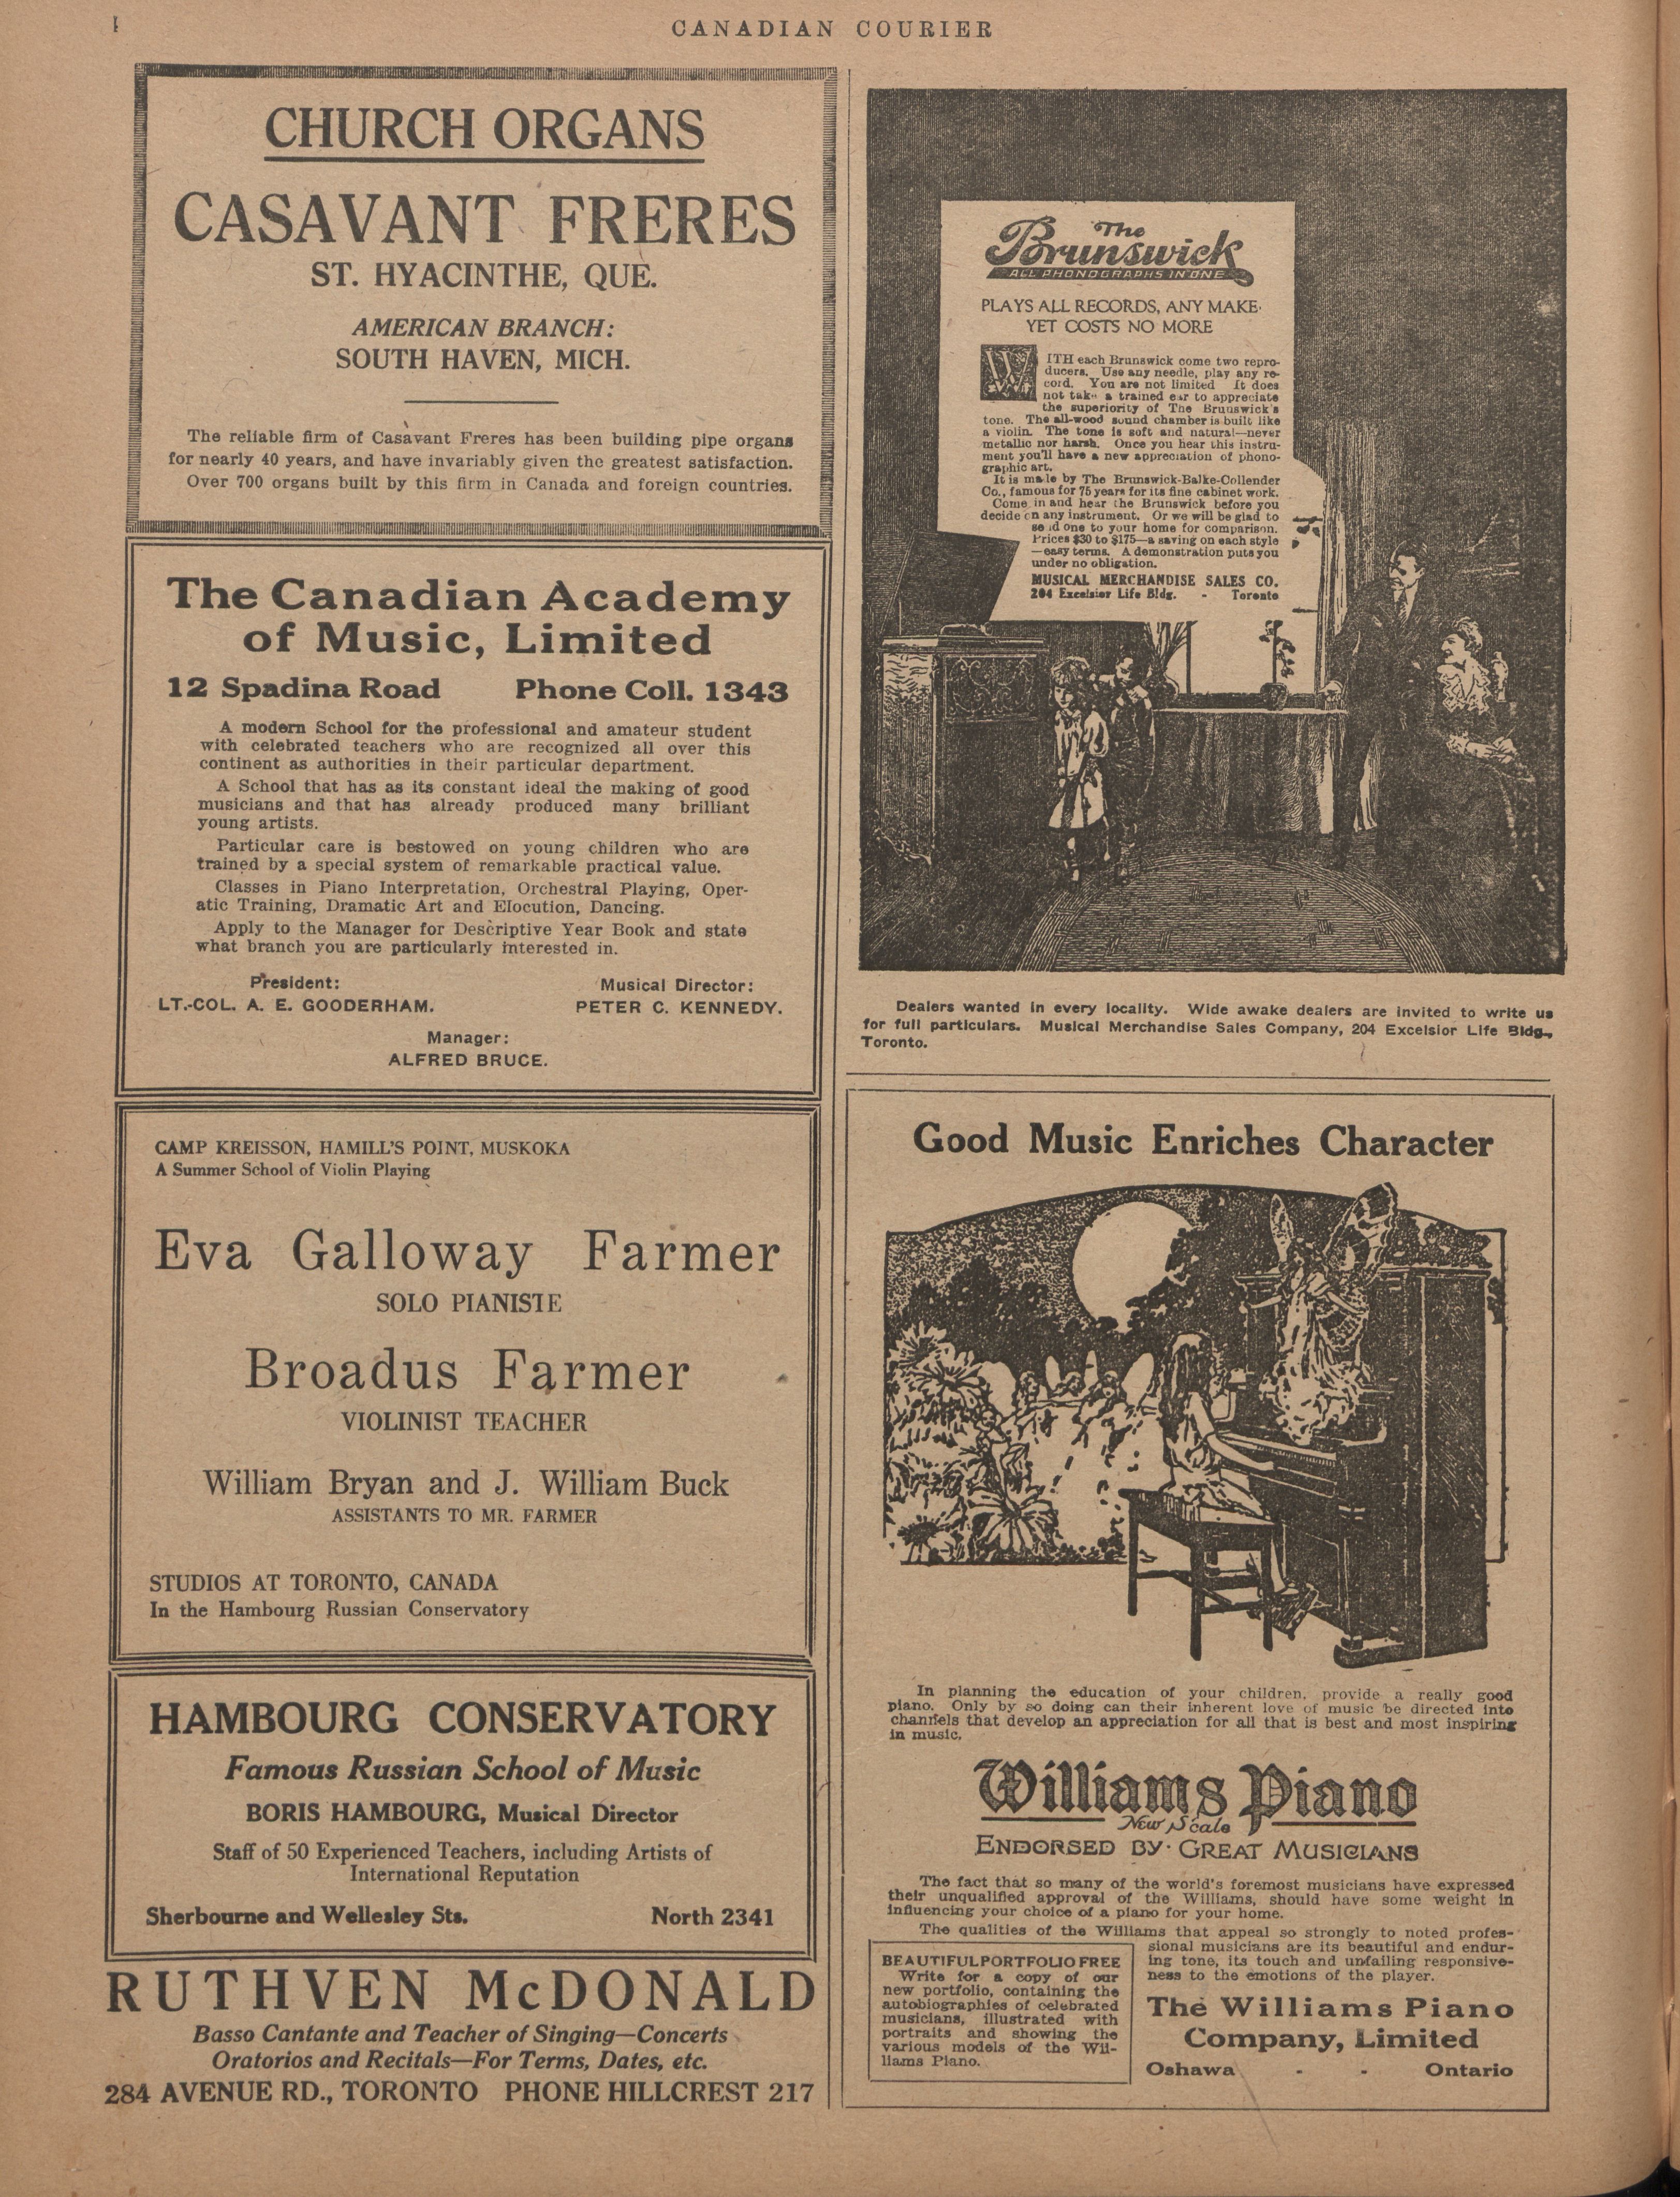 CANADIAN COURIER
CHURCH ORGANS
CASAVANT FRERES
ST. HYACINTHE, QUE.
AMERICAN BRANCH:
SOUTH HAVEN, MICH.
The reliable firm of Casavant Freres has been building pipe organs
for nearly 40 years, and have invariably given the greatest satisfaction.
Over 700 organs built by this firm in Canada and foreign countries.
The Canadian Academy
of Music, Limited
12 Spadina Road Phone Coll. 1343
A modern School for the professional and amateur student
with celebrated teachers who are recognized all over this
continent as authorities in their particular department.
A School that has as its constant ideal the making of good
musicians and that has already produced many brilliant
young artists.
Particular care is bestowed on young children who are
trained by a special system of remarkable practical value.
Classes in Piano Interpretation, Orchestral Playing, Oper-
atic Training, Dramatic Art and Elocution, Dancing.
Apply to the Manager for Descriptive Year Book and state
what branch you are particularly interested in.
President:
LT.-COL. A. E. GOODERHAM.
Musical Director:
PETER C. KENNEDY.
Manager:
ALFRED BRUCE.
CAMP KREISSON, HAMILL'S POINT, MUSKOKA
A Summer School of Violin Playing
Eva Galloway Farmer
SOLO PIANISTE
Broadus Farmer
VIOLINIST TEACHER
William Bryan and J. William Buck
ASSISTANTS TO MR. FARMER
STUDIOS AT TORONTO, CANADA
In the Hambourg Russian Conservatory
HAMBOURG CONSERVATORY
Famous Russian School of Music
BORIS HAMBOURG, Musical Director
Staff of 50 Experienced Teachers, including Artists of
International Reputation
Sherbourne and Wellesley Sts. North 2341
RUTHVEN McDONALD
Basso Cantante and Teacher of Singing—Concerts
Oratorios and Recitals—For Terms, Dates, etc.
284 AVENUE RD., TORONTO PHONE HILLCREST 217
The
Brunswick
ALL PHONOGRAPHS IN ONE
PLAYS ALL RECORDS, ANY MAKE·
YET COSTS NO MORE
WITH each Brunswick come two repro-
ducers. Use any needle, play any re-
cord. You are not limited It does
not take a trained ear to appreciate
the superiority of The Brunswick's
tone. The all-wood sound chamber is built like
a violin. The tone is soft and natural—never
metallic nor harsh. Once you hear this instru-
ment you'll have a new appreciation of phono-
graphic art.
It is made by The Brunswick-Balke-Collender
Co., famous for 75 years for its fine cabinet work.
Come in and hear the Brunswick before you
decide on any instrument. Or we will be glad to
send one to your home for comparison.
Prices $30 to $175—a saving on each style
—easy terms. A demonstration puts you
under no obligation.
MUSICAL MERCHANDISE SALES CO.
204 Excelsior Life Bldg. - Toronto
Dealers wanted in every locality. Wide awake dealers are invited to write us
for full particulars. Musical Merchandise Sales Company, 204 Excelsior Life Bldg.,
Toronto.
Good Music Enriches Character
In planning the education of your children, provide a really good
piano. Only by so doing can their inherent love of music be directed into
channels that develop an appreciation for all that is best and most inspiring
in music.
Williams Piano
New Scale
ENDORSED BY· GREAT MUSICIANS
The fact that so many of the world's foremost musicians have expressed
their unqualified approval of the Williams, should have some weight in
influencing your choice of a piano for your home.
The qualities of the Williams that appeal so strongly to noted profes-
sional musicians are its beautiful and endur-
ing tone, its touch and unfailing responsive-
ness to the emotions of the player.
BEAUTIFUL PORTFOLIO FREE
Write for a copy of our
new portfolio, containing the
autobiographies of celebrated
musicians, illustrated with
portraits and showing the
various models of the Wil-
liams Piano.
The Williams Piano
Company, Limited
Oshawa - - Ontario